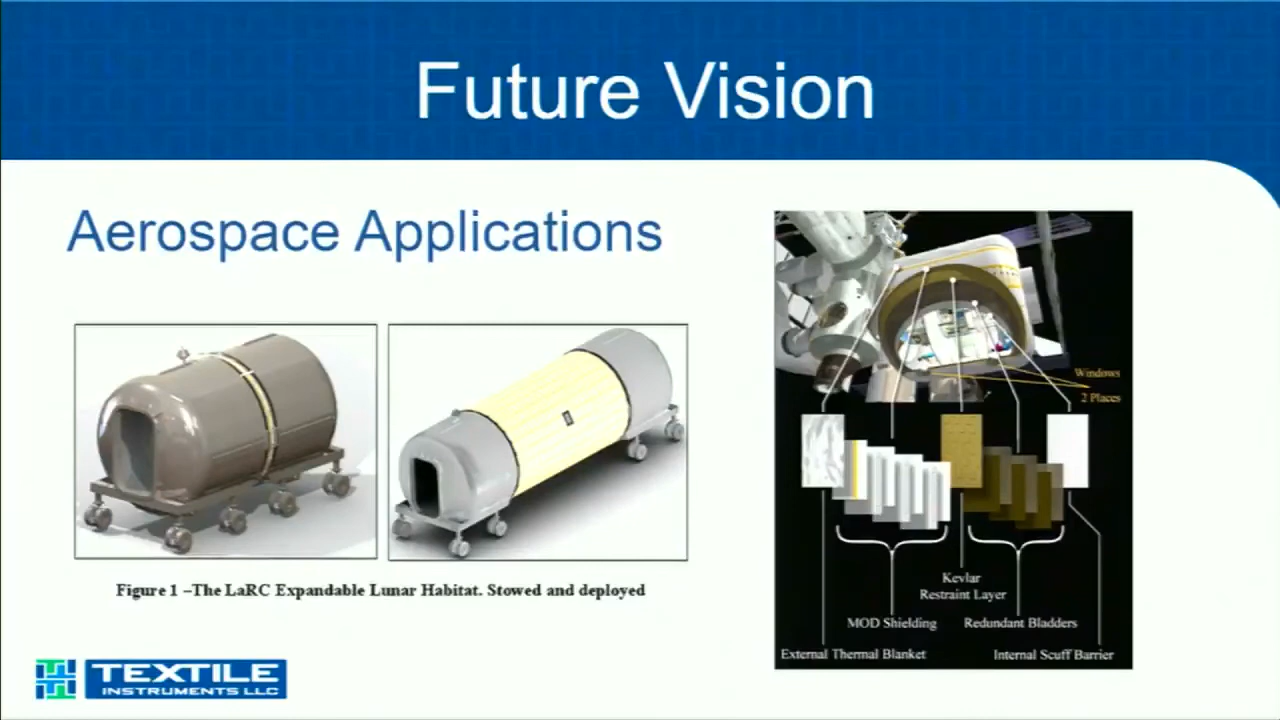 Future Vision
Aerospace Applications
Windows
2 Places
Kevlar
Restraint Layer
MOD Shielding
Redundant Bladders
External Thermal Blanket
Internal Scuff Barrier
Figure 1 –The LaRC Expandable Lunar Habitat. Stowed and deployed
TEXTILE
INSTRUMENTS LLC